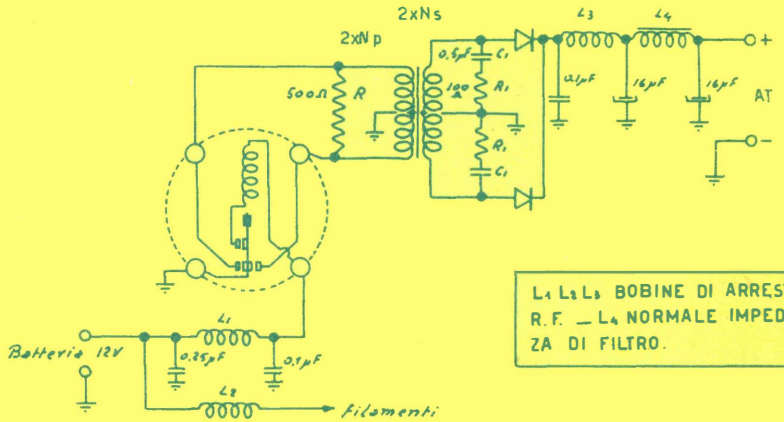 2xNp
2xNs
500Ω
R
0,5µF
C1
100
Ω
R1
R1
C1
L3
L4
0.1µF
16µF
16µF
+
AT
−
L1
Batteria 12V
0,25µF
0,1µF
L2
filamenti
L1 L2 L3 BOBINE DI ARRES
R.F. — L4 NORMALE IMPED
ZA DI FILTRO.